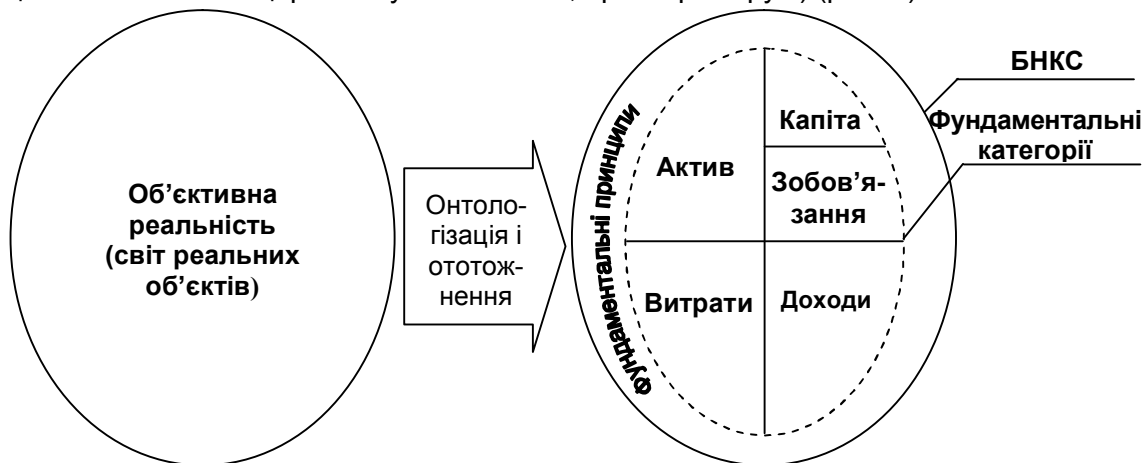 Об’єктивна
реальність
(світ реальних
об’єктів)
Онтоло-
гізація і
ототож-
нення
фундаментальні принципи
Актив
Капіта
Зобов’я-
зання
Витрати
Доходи
БНКС
Фундаментальні
категорії